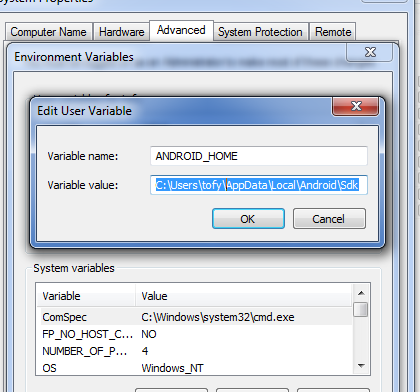 System Properties
Computer Name Hardware Advanced System Protection Remote
Environment Variables
Edit User Variable
Variable name: ANDROID_HOME
Variable value: C:\Users\tofy\AppData\Local\Android\Sdk
OK Cancel
System variables
Variable Value
ComSpec C:\Windows\system32\cmd.exe
FP_NO_HOST_C... NO
NUMBER_OF_P... 4
OS Windows_NT